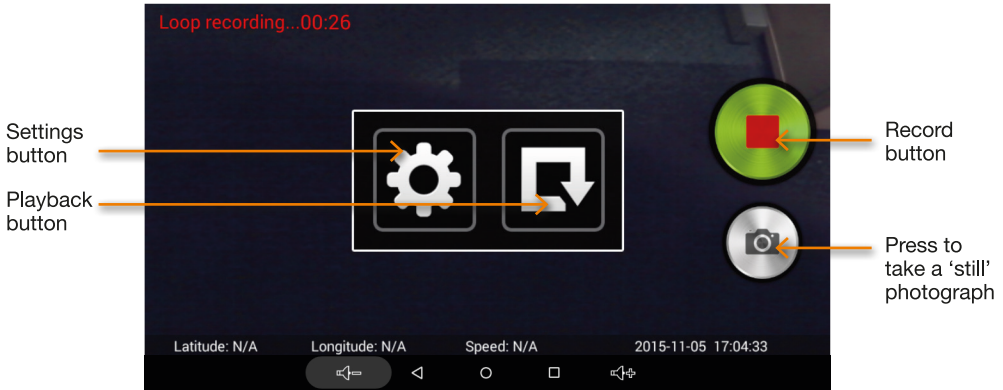 Loop recording...00:26
Settings
button
Playback
button
Record
button
Press to
take a ‘still’
photograph
Latitude: N/A Longitude: N/A Speed: N/A 2015-11-05 17:04:33